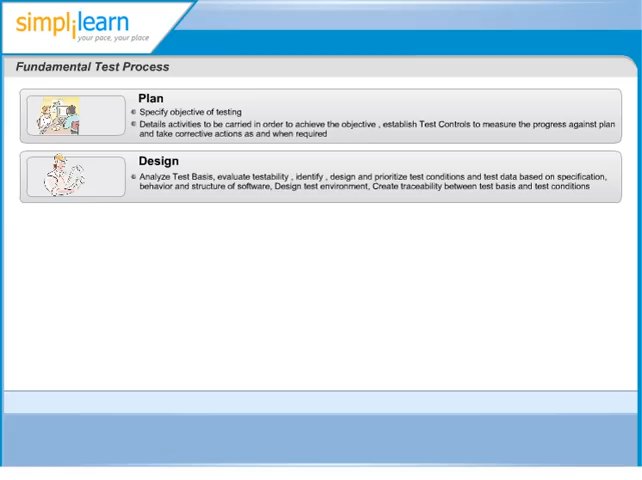 simplilearn
your pace, your place
Fundamental Test Process
Plan
Specify objective of testing
Details activities to be carried in order to achieve the objective , establish Test Controls to measure the progress against plan
and take corrective actions as and when required
Design
Analyze Test Basis, evaluate testability , identify , design and prioritize test conditions and test data based on specification,
behavior and structure of software, Design test environment, Create traceability between test basis and test conditions